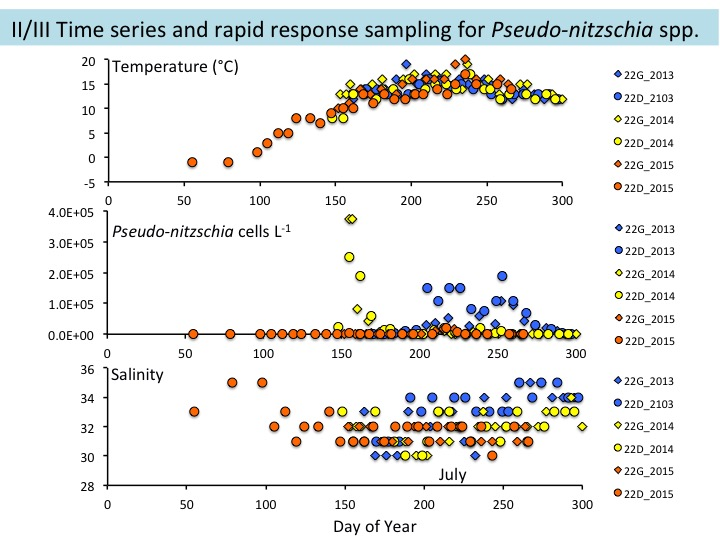 II/III Time series and rapid response sampling for Pseudo-nitzschia spp.
Temperature (°C)
20
15
10
5
0
-5
0 50 100 150 200 250 300
22G_2013
22D_2103
22G_2014
22D_2014
22G_2015
22D_2015
Pseudo-nitzschia cells L-1
4.0E+05
3.0E+05
2.0E+05
1.0E+05
0.0E+00
0 50 100 150 200 250 300
22G_2013
22D_2013
22G_2014
22D_2014
22G_2015
22D_2015
Salinity
36
34
32
30
28
July
0 50 100 150 200 250 300
Day of Year
22G_2013
22D_2103
22G_2014
22D_2014
22G_2015
22D_2015